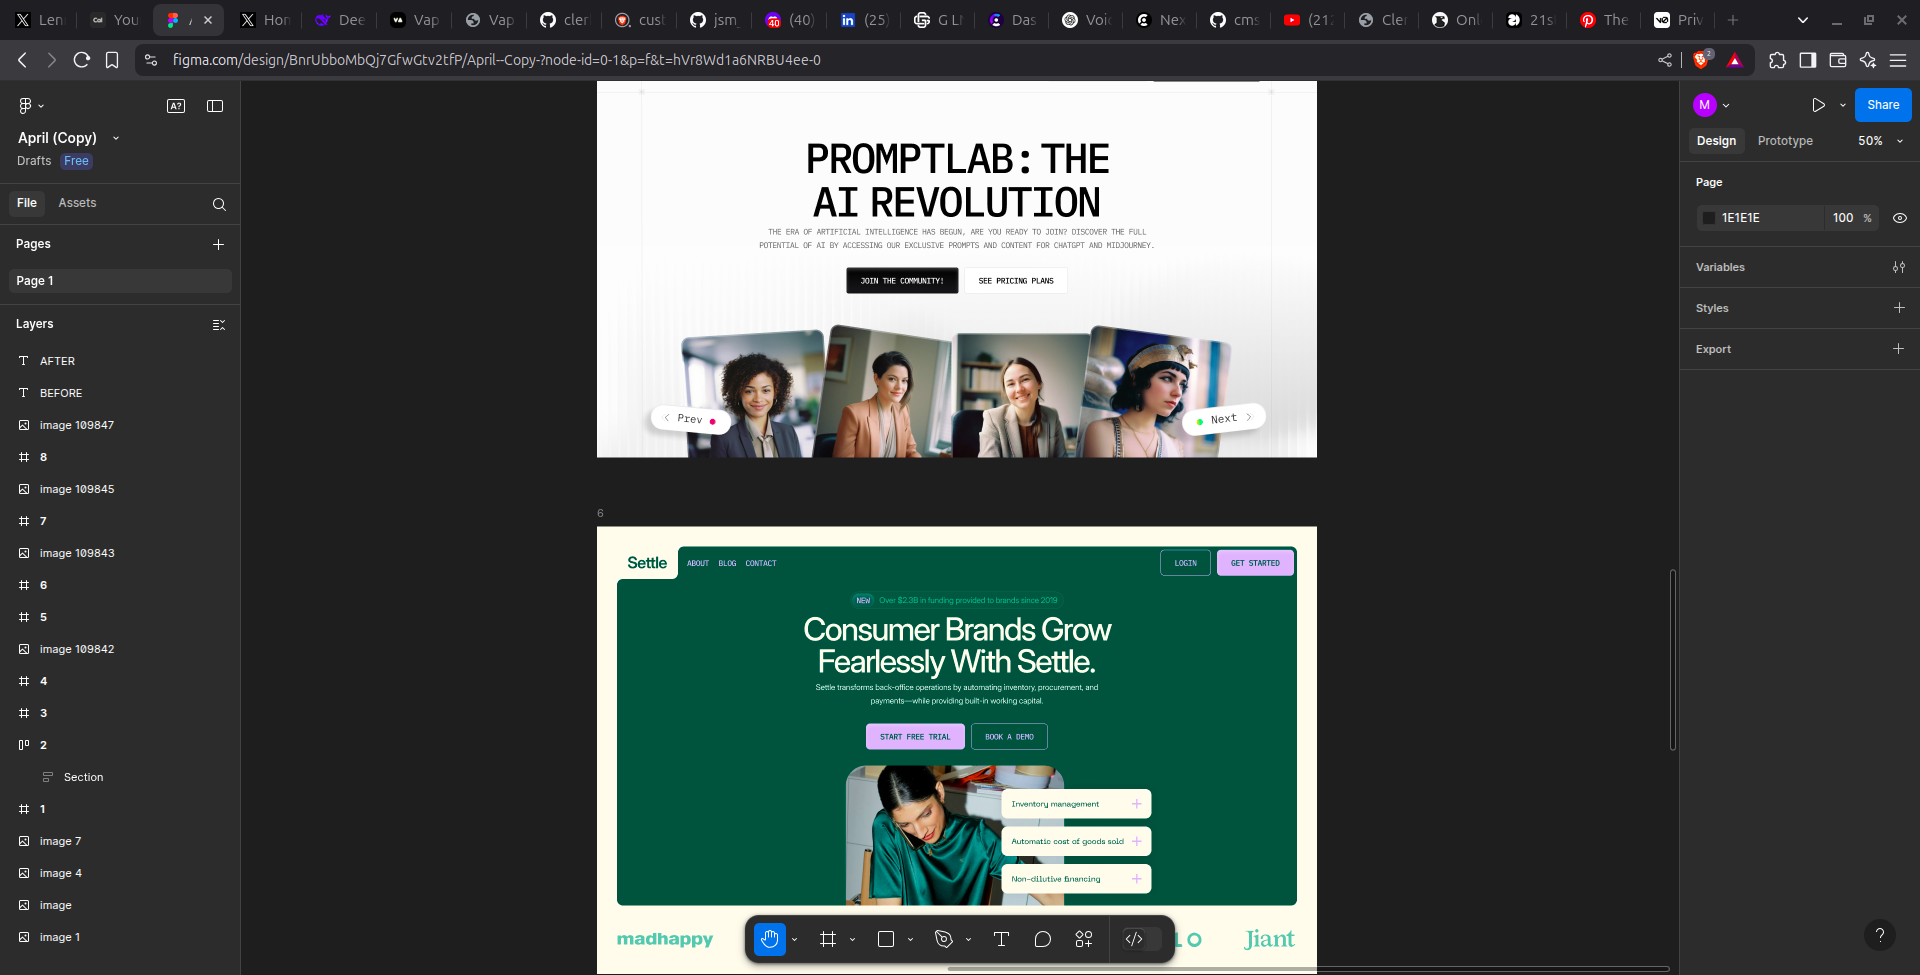 Len
You
Hon
Dee
Vap
Vap
cler
cust
jsm_
(40)
(25)
G LI
Das
Voic
Nex
cms
(212
Cler
Onl
21s
The
Priv
figma.com/design/BnrUbboMbQj7GfwGtv2tfP/April--Copy-?node-id=0-1&p=f&t=hVr8Wd1a6NRBU4ee-0
2
A?
April (Copy)
Drafts Free
File Assets
Pages
Page 1
Layers
AFTER
BEFORE
image 109847
8
image 109845
7
image 109843
6
5
image 109842
4
3
2
Section
1
image 7
image 4
image
image 1
PROMPTLAB: THE
AI REVOLUTION
THE ERA OF ARTIFICIAL INTELLIGENCE HAS BEGUN, ARE YOU READY TO JOIN? DISCOVER THE FULL
POTENTIAL OF AI BY ACCESSING OUR EXCLUSIVE PROMPTS AND CONTENT FOR CHATGPT AND MIDJOURNEY.
JOIN THE COMMUNITY! SEE PRICING PLANS
Prev
Next
6
Settle ABOUT BLOG CONTACT LOGIN GET STARTED
NEW Over $2.3B in funding provided to brands since 2019
Consumer Brands Grow
Fearlessly With Settle.
Settle transforms back-office operations by automating inventory, procurement, and
payments—while providing built-in working capital.
START FREE TRIAL BOOK A DEMO
Inventory management
Automatic cost of goods sold
Non-dilutive financing
madhappy
Jiant
M
Share
Design Prototype 50%
Page
1E1E1E 100 %
Variables
Styles
Export
?